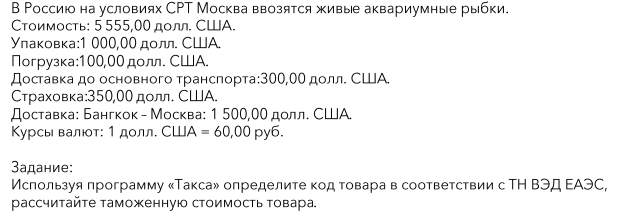 В Россию на условиях CPT Москва ввозятся живые аквариумные рыбки.
Стоимость: 5 555,00 долл. США.
Упаковка:1 000,00 долл. США.
Погрузка:100,00 долл. США.
Доставка до основного транспорта:300,00 долл. США.
Страховка:350,00 долл. США.
Доставка: Бангкок – Москва: 1 500,00 долл. США.
Курсы валют: 1 долл. США = 60,00 руб.

Задание:
Используя программу «Такса» определите код товара в соответствии с ТН ВЭД ЕАЭС,
рассчитайте таможенную стоимость товара.